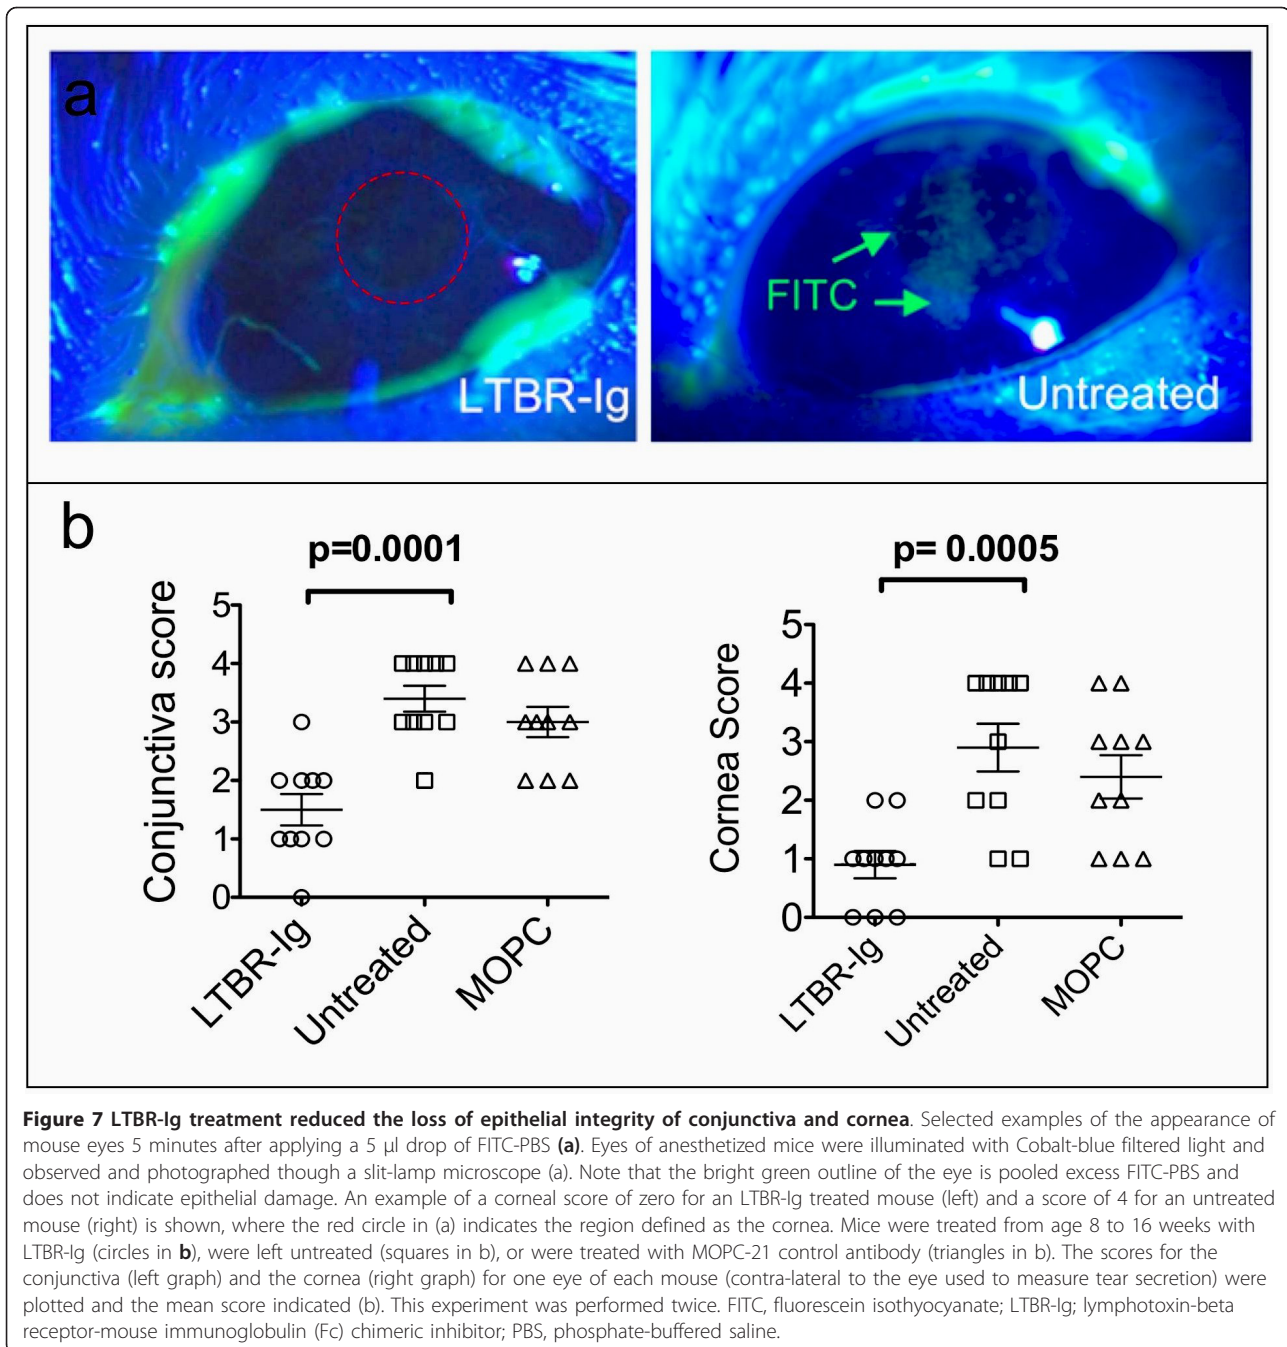 a
LTBR-Ig
FITC
Untreated
b
p=0.0001
Conjunctiva score
5
4
3
2
1
0
LTBR-Ig
Untreated
MOPC
p= 0.0005
Cornea Score
5
4
3
2
1
0
LTBR-Ig
Untreated
MOPC
Figure 7 LTBR-Ig treatment reduced the loss of epithelial integrity of conjunctiva and cornea. Selected examples of the appearance of
mouse eyes 5 minutes after applying a 5 μl drop of FITC-PBS (a). Eyes of anesthetized mice were illuminated with Cobalt-blue filtered light and
observed and photographed though a slit-lamp microscope (a). Note that the bright green outline of the eye is pooled excess FITC-PBS and
does not indicate epithelial damage. An example of a corneal score of zero for an LTBR-Ig treated mouse (left) and a score of 4 for an untreated
mouse (right) is shown, where the red circle in (a) indicates the region defined as the cornea. Mice were treated from age 8 to 16 weeks with
LTBR-Ig (circles in b), were left untreated (squares in b), or were treated with MOPC-21 control antibody (triangles in b). The scores for the
conjunctiva (left graph) and the cornea (right graph) for one eye of each mouse (contra-lateral to the eye used to measure tear secretion) were
plotted and the mean score indicated (b). This experiment was performed twice. FITC, fluorescein isothyocyanate; LTBR-Ig; lymphotoxin-beta
receptor-mouse immunoglobulin (Fc) chimeric inhibitor; PBS, phosphate-buffered saline.